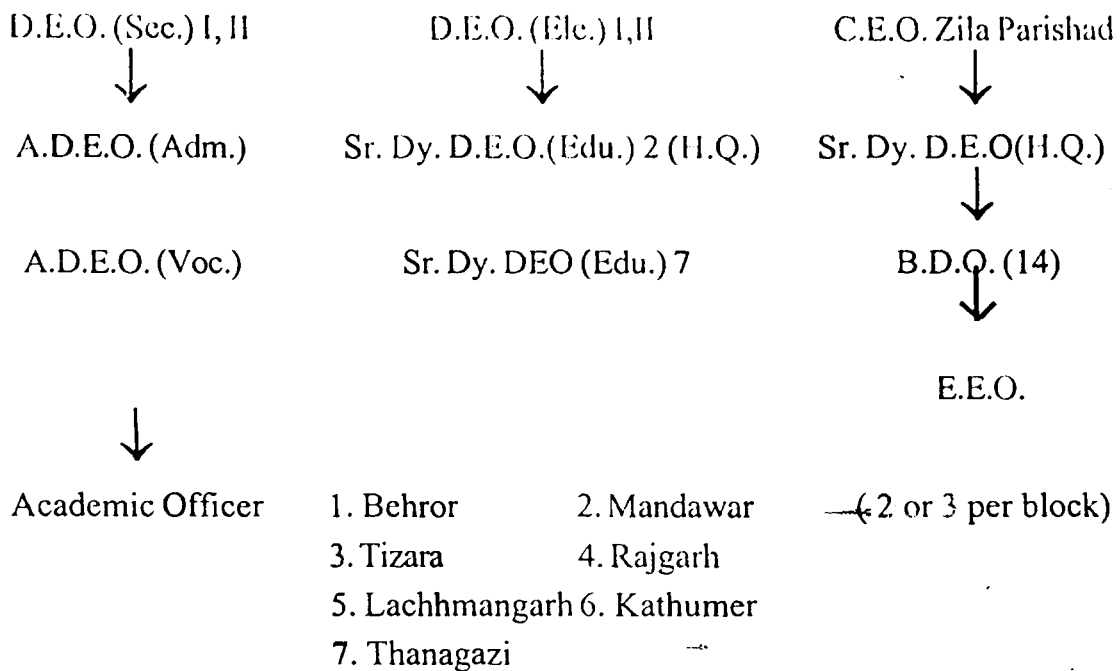 D.E.O. (Sec.) I, II D.E.O. (Ele.) I,II C.E.O. Zila Parishad
A.D.E.O. (Adm.) Sr. Dy. D.E.O.(Edu.) 2 (H.Q.) Sr. Dy. D.E.O(H.Q.)
A.D.E.O. (Voc.) Sr. Dy. DEO (Edu.) 7 B.D.O. (14)
E.E.O.
Academic Officer 1. Behror 2. Mandawar (2 or 3 per block)
3. Tizara 4. Rajgarh
5. Lachhmangarh 6. Kathumer
7. Thanagazi